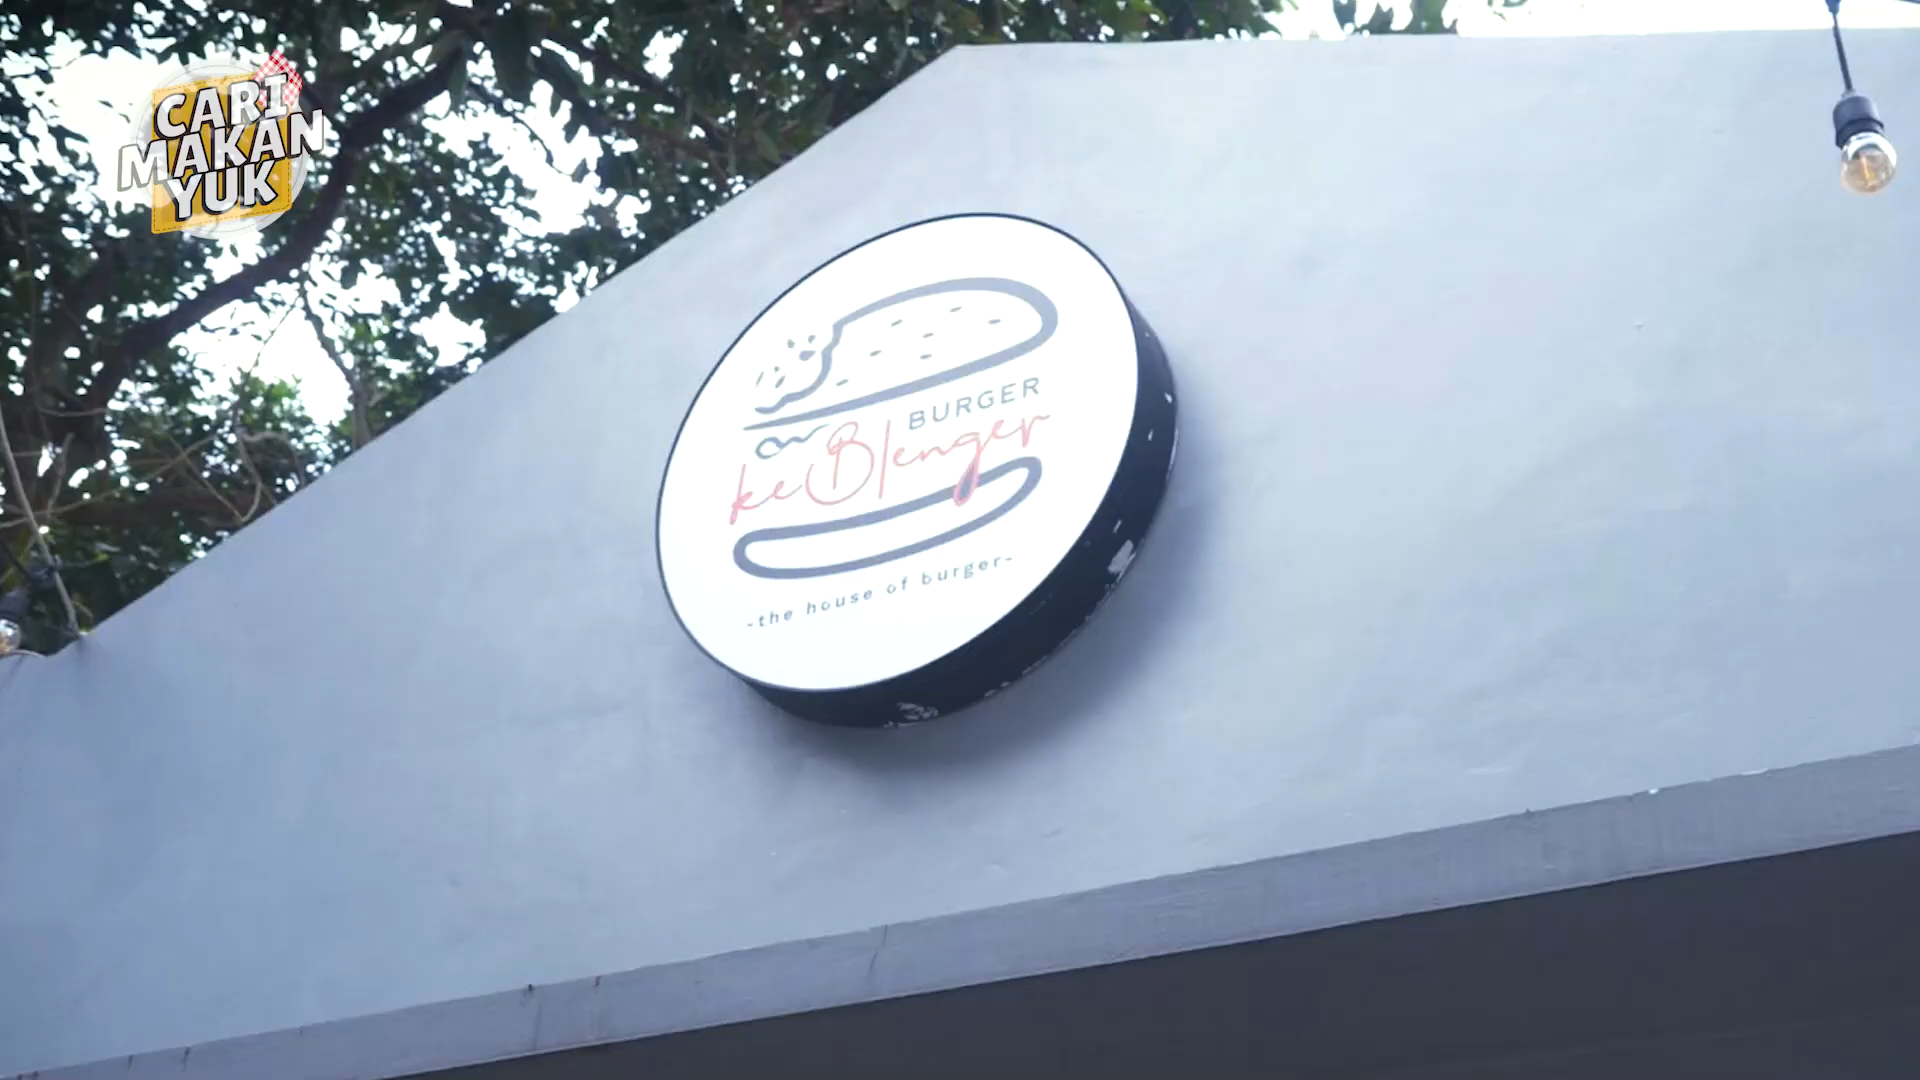 CARI
MAKAN
YUK
BURGER
keBlenger
-the house of burger-